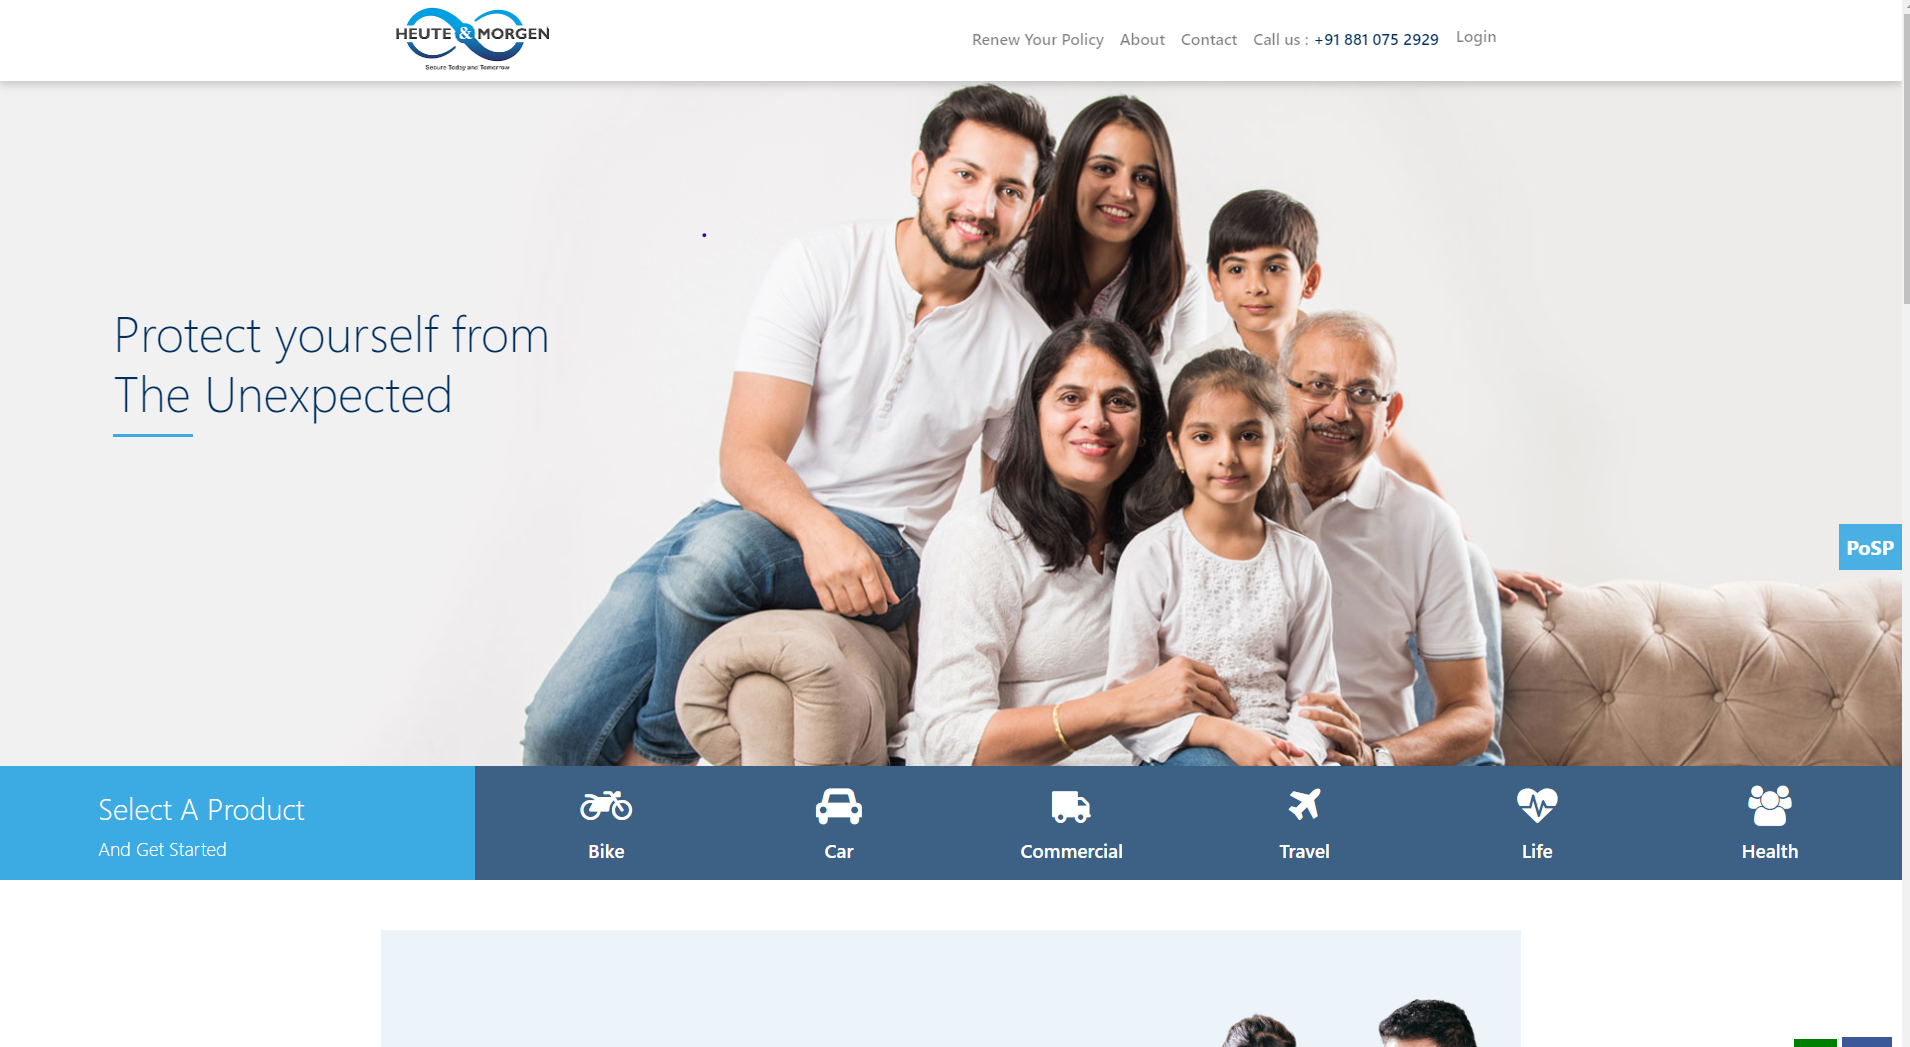 HEUTE & MORGEN
Secure Today and Tomorrow
Renew Your Policy About Contact Call us : +91 881 075 2929 Login
Protect yourself from
The Unexpected
PoSP
Select A Product
And Get Started
Bike Car Commercial Travel Life Health